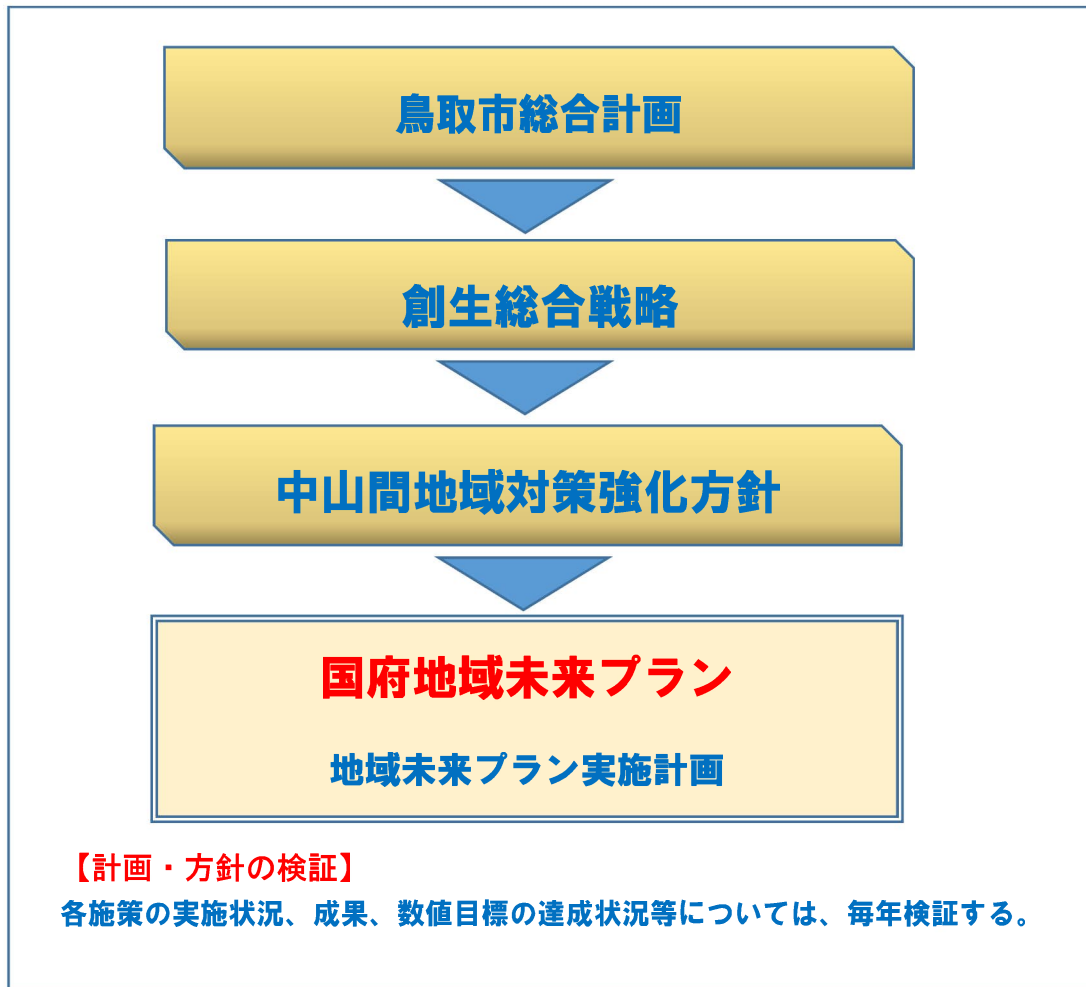 鳥取市総合計画
創生総合戦略
中山間地域対策強化方針
国府地域未来プラン
地域未来プラン実施計画
【計画・方針の検証】
各施策の実施状況、成果、数値目標の達成状況等については、毎年検証する。